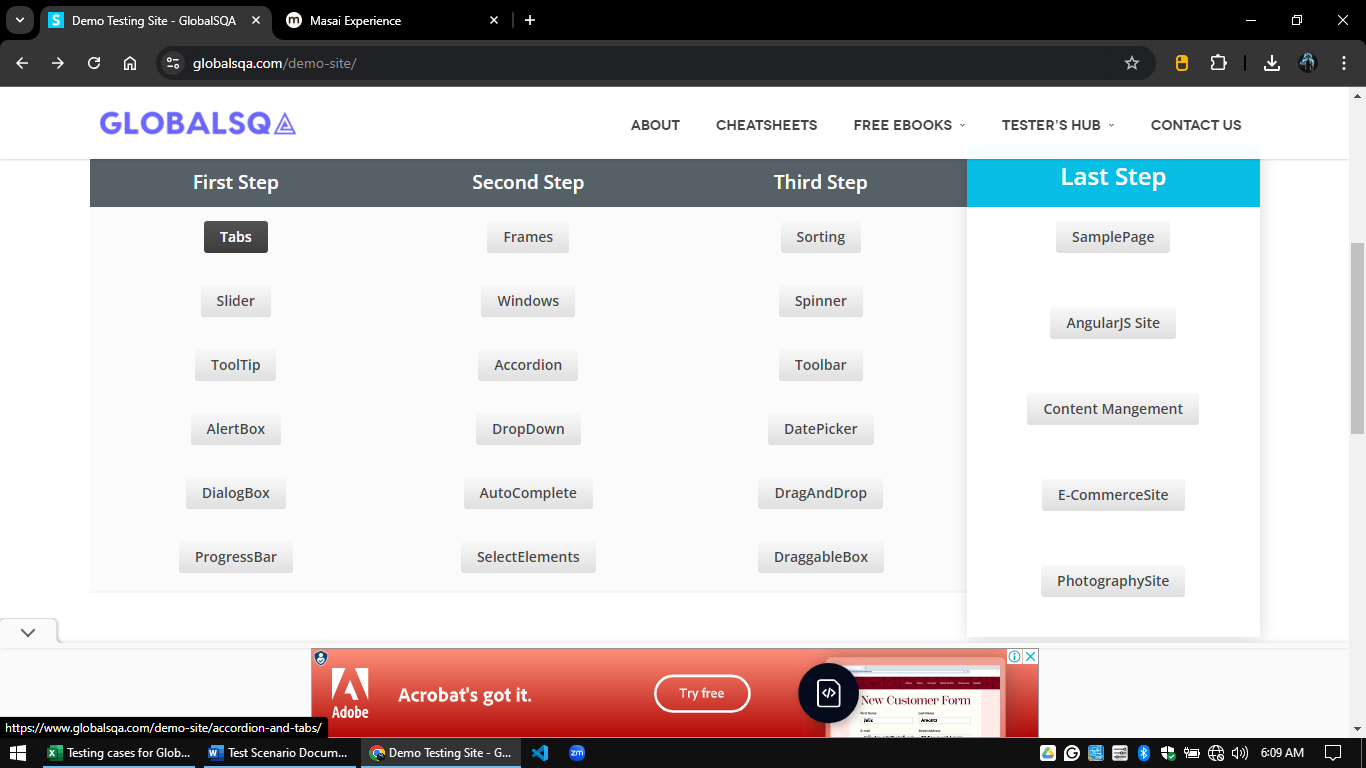 Demo Testing Site - GlobalSQA
Masai Experience
globalsqa.com/demo-site/
GLOBALSQA
ABOUT
CHEATSHEETS
FREE EBOOKS
TESTER'S HUB
CONTACT US
First Step
Second Step
Third Step
Last Step
Tabs
Frames
Sorting
SamplePage
Slider
Windows
Spinner
AngularJS Site
ToolTip
Accordion
Toolbar
Content Mangement
AlertBox
DropDown
DatePicker
E-CommerceSite
DialogBox
AutoComplete
DragAndDrop
PhotographySite
ProgressBar
SelectElements
DraggableBox
Adobe
Acrobat's got it.
Try free
New Customer Form
https://www.globalsqa.com/demo-site/accordion-and-tabs/
Testing cases for Glob...
Test Scenario Docum...
Demo Testing Site - G...
zm
6:09 AM